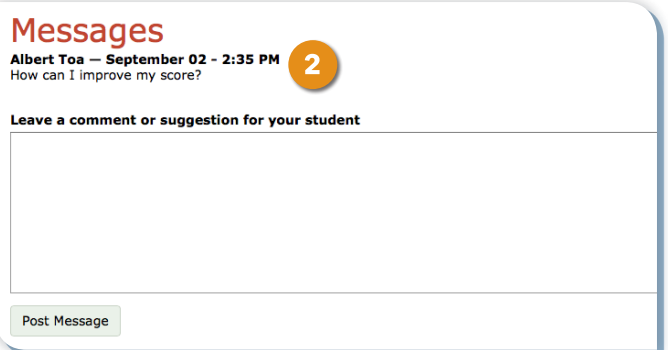 Messages
Albert Toa — September 02 - 2:35 PM
2
How can I improve my score?
Leave a comment or suggestion for your student
Post Message